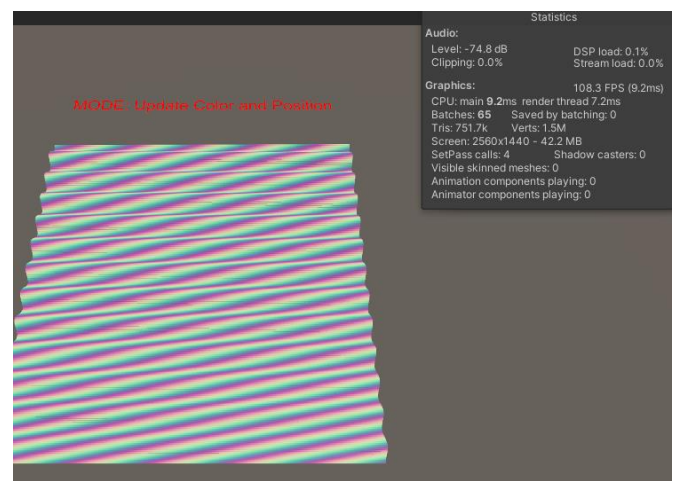 Statistics
Audio:
Level: -74.8 dB DSP load: 0.1%
Clipping: 0.0% Stream load: 0.0%
Graphics: 108.3 FPS (9.2ms)
CPU: main 9.2ms render thread 7.2ms
Batches: 65 Saved by batching: 0
Tris: 751.7k Verts: 1.5M
Screen: 2560x1440 - 42.2 MB
SetPass calls: 4 Shadow casters: 0
Visible skinned meshes: 0
Animation components playing: 0
Animator components playing: 0
MODE. Update Color and Position